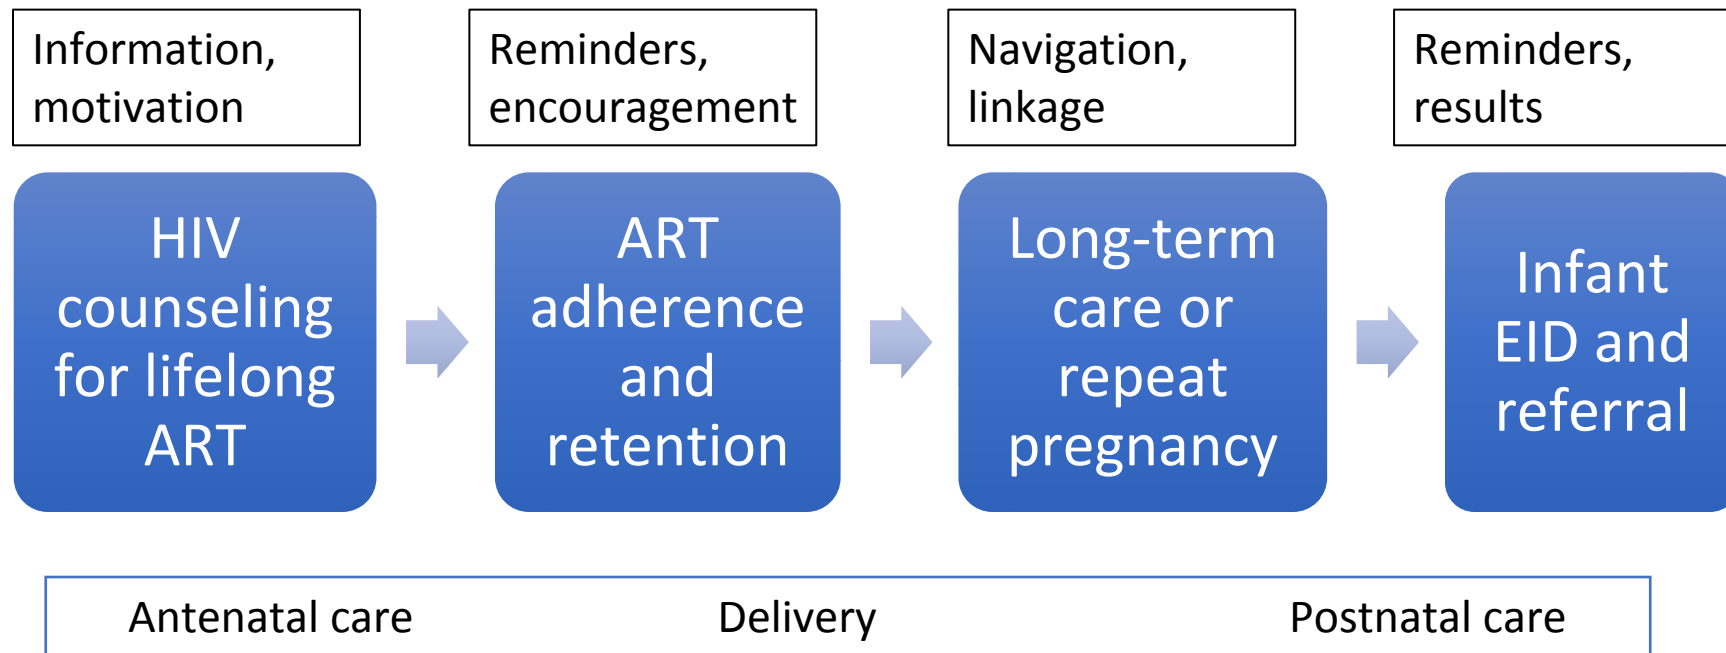 Information,
motivation
Reminders,
encouragement
Navigation,
linkage
Reminders,
results
HIV
counseling
for lifelong
ART
ART
adherence
and
retention
Long-term
care or
repeat
pregnancy
Infant
EID and
referral
Antenatal care
Delivery
Postnatal care